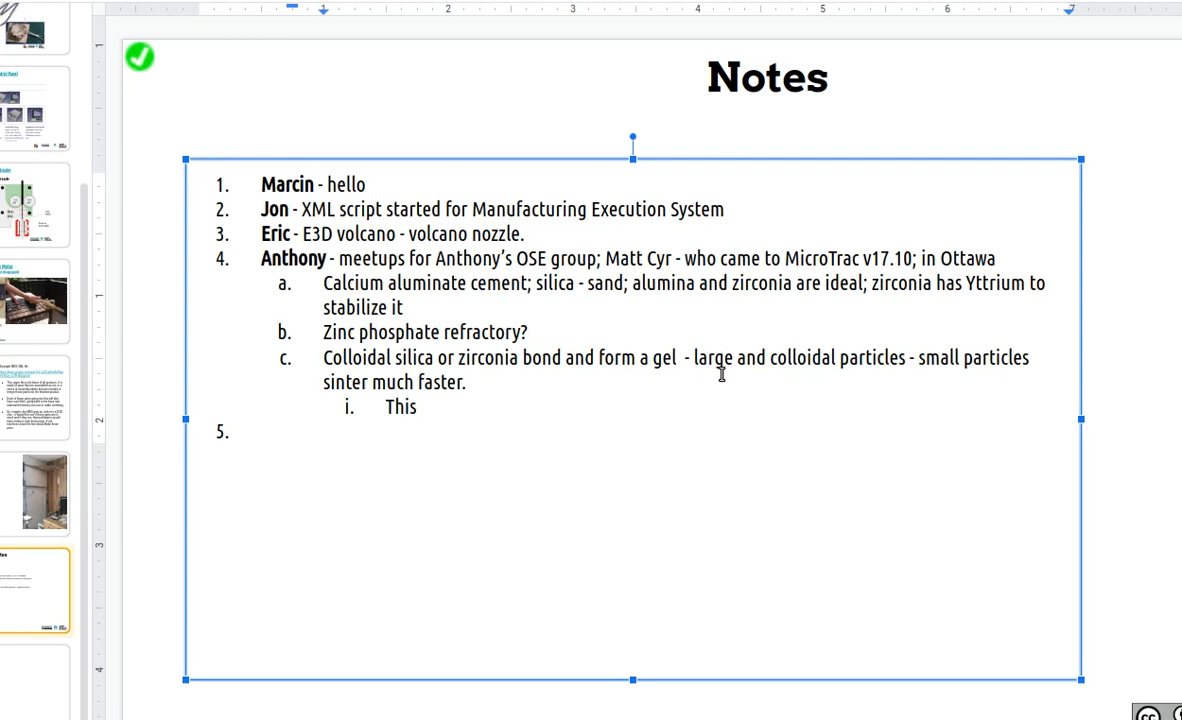 Notes
1. Marcin - hello
2. Jon - XML script started for Manufacturing Execution System
3. Eric - E3D volcano - volcano nozzle.
4. Anthony - meetups for Anthony's OSE group; Matt Cyr - who came to MicroTrac v17.10; in Ottawa
a. Calcium aluminate cement; silica - sand; alumina and zirconia are ideal; zirconia has Yttrium to
stabilize it
b. Zinc phosphate refractory?
c. Colloidal silica or zirconia bond and form a gel  - large and colloidal particles - small particles
sinter much faster.
i. This
5.